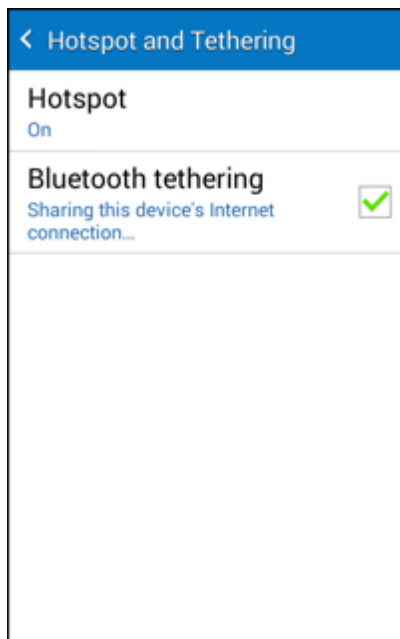 Hotspot and Tethering
Hotspot
On
Bluetooth tethering
Sharing this device's Internet
connection...